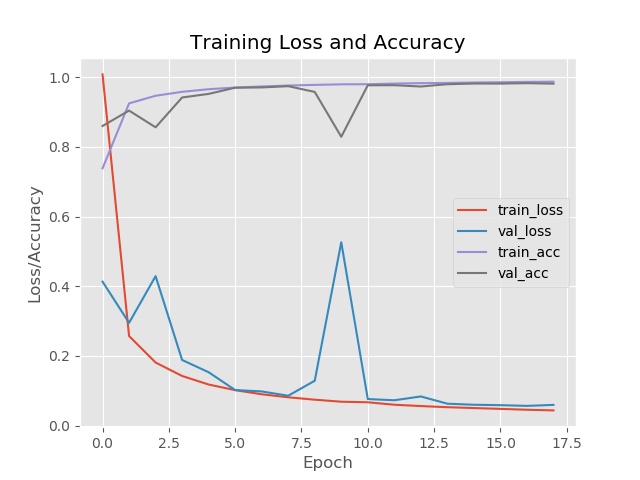 Training Loss and Accuracy
Loss/Accuracy
1.0
0.8
0.6
0.4
0.2
0.0
train_loss
val_loss
train_acc
val_acc
0.0 2.5 5.0 7.5 10.0 12.5 15.0 17.5
Epoch